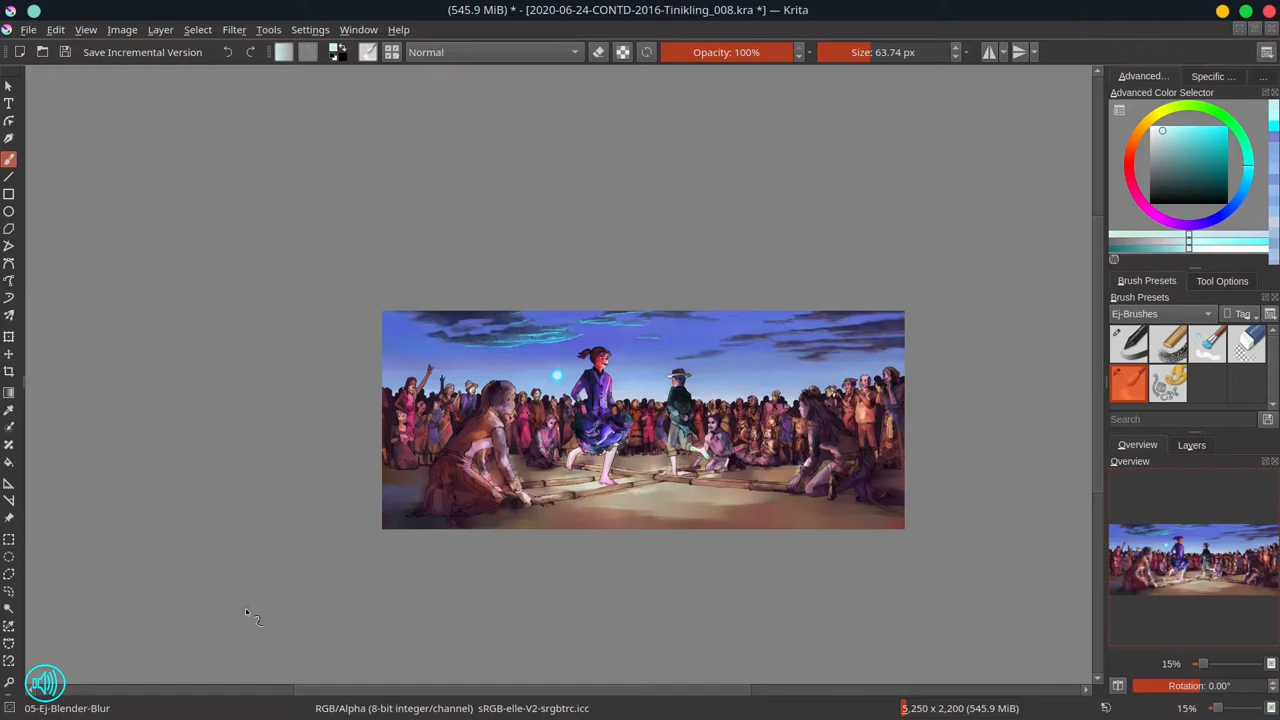 (545.9 MiB) * - [2020-06-24-CONTD-2016-Tinikling_008.kra *] — Krita
File Edit View Image Filter Layer Select Settings Tools Window Help
Save Incremental Version
Normal
Opacity: 100%
Size: 63.74 px
Advanced... Specific ... ...
Advanced Color Selector
Brush Presets Tool Options
Brush Presets
Ej-Brushes
Tag
Search
Overview Layers
Overview
15%
Rotation: 0.00°
05-Ej-Blender-Blur
RGB/Alpha (8-bit integer/channel) sRGB-elle-V2-srgbtrc.icc
5,250 x 2,200 (545.9 MiB)
15%